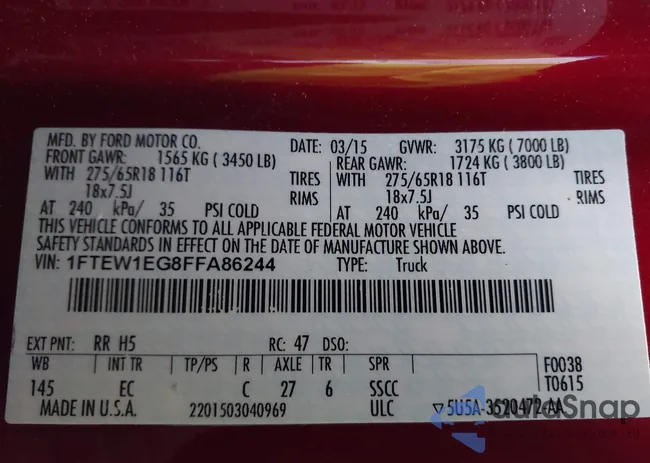 MFD. BY FORD MOTOR CO. DATE: 03/15 GVWR: 3175 KG ( 7000 LB)
FRONT GAWR: 1565 KG ( 3450 LB) REAR GAWR: 1724 KG ( 3800 LB)
WITH 275/65R18 116T TIRES WITH 275/65R18 116T TIRES
18x7.5J RIMS 18x7.5J RIMS
AT 240 kPa/ 35 PSI COLD AT 240 kPa/ 35 PSI COLD
THIS VEHICLE CONFORMS TO ALL APPLICABLE FEDERAL MOTOR VEHICLE
SAFETY STANDARDS IN EFFECT ON THE DATE OF MANUFACTURE SHOWN ABOVE.
VIN: 1FTEW1EG8FFA86244 TYPE: Truck
EXT PNT: RR H5 RC: 47 DSO:
WB INT TR TP/PS R AXLE TR SPR F0038
145 EC C 27 6 SSCC T0615
MADE IN U.S.A. 2201503040969 ULC ▽5U5A-3520472-AA
AutoSnap